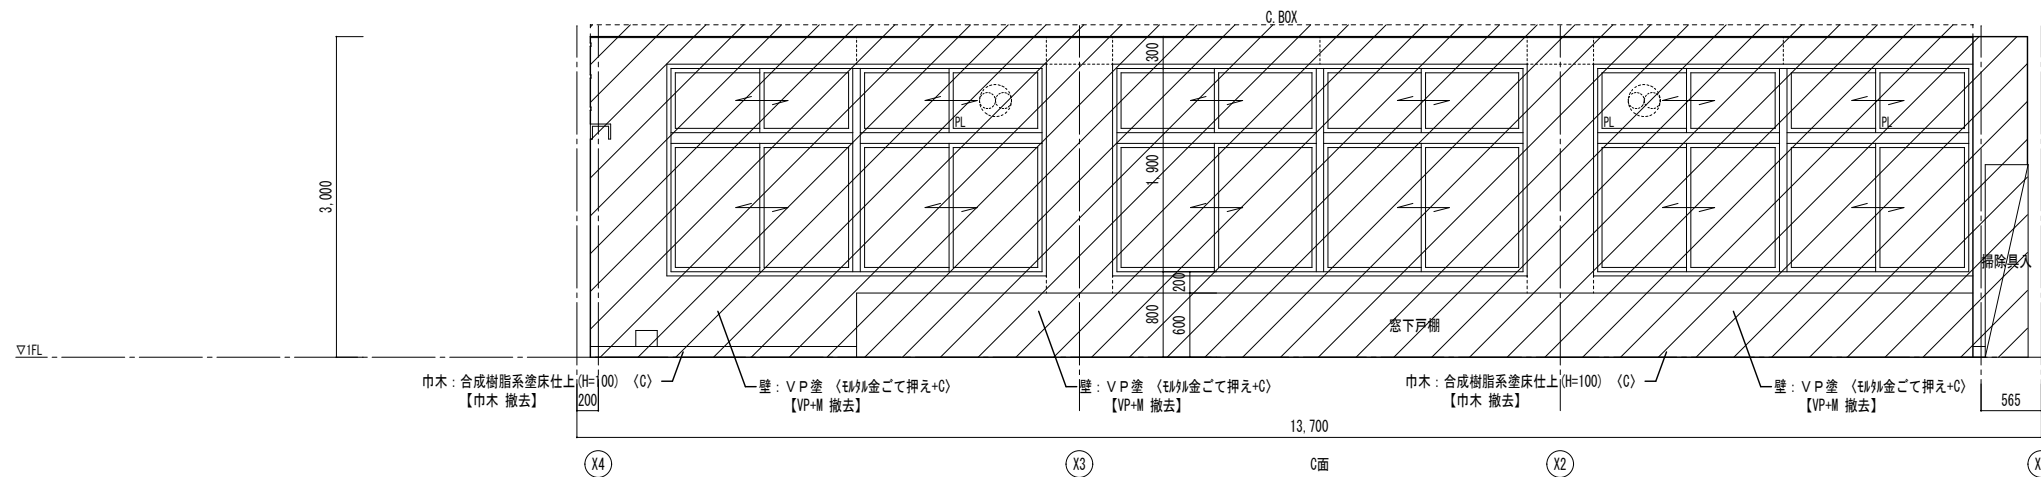 C.BOX
300
PL
PL
PL
3,000
1,900
掃除具入
200
800
600
窓下戸棚
▽1FL
巾木：合成樹脂系塗床仕上(H=100) 〈C〉
【巾木 撤去】
200
壁：ＶＰ塗 〈ﾓﾙﾀﾙ金ごて押え+C〉
【VP+M 撤去】
壁：ＶＰ塗 〈ﾓﾙﾀﾙ金ごて押え+C〉
【VP+M 撤去】
巾木：合成樹脂系塗床仕上(H=100) 〈C〉
【巾木 撤去】
壁：ＶＰ塗 〈ﾓﾙﾀﾙ金ごて押え+C〉
【VP+M 撤去】
565
13,700
X4
X3
C面
X2
X